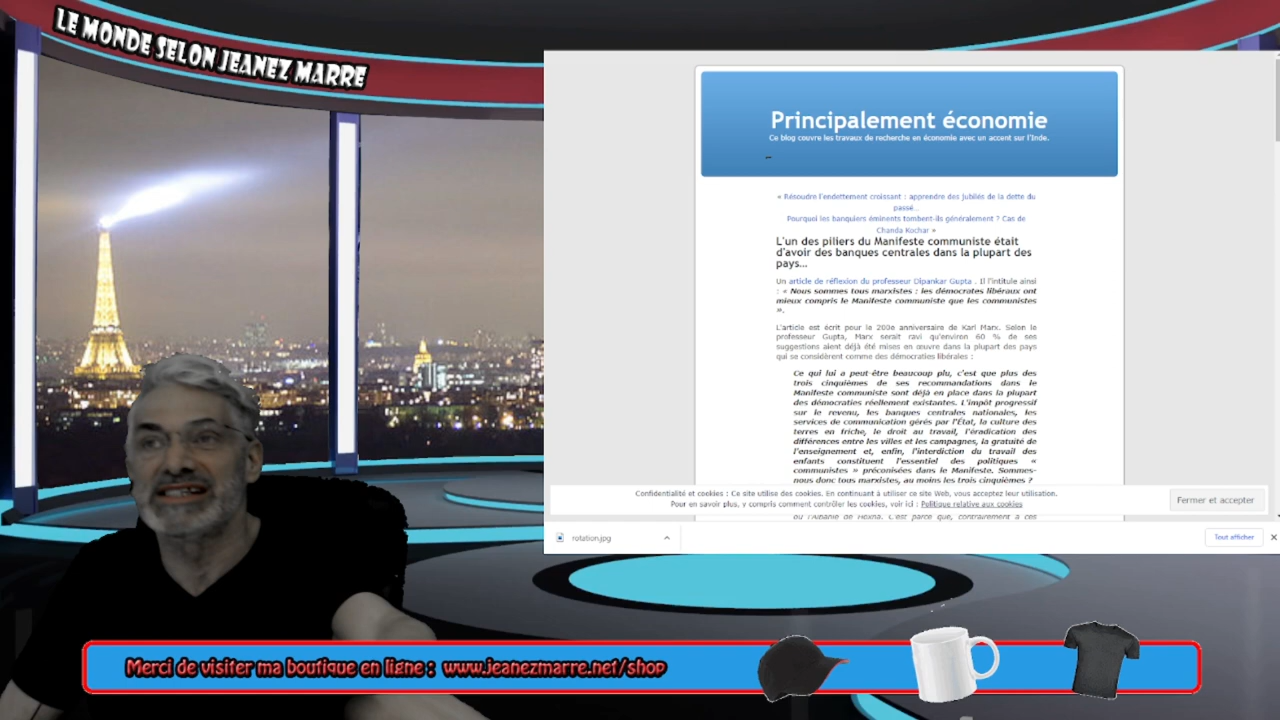 LE MONDE SELON JEANEZ MARRE
Principalement économie
Ce blog couvre les travaux de recherche en économie avec un accent sur l'Inde.
« Résoudre l'endettement croissant : apprendre des jubilés de la dette du
passé…
Pourquoi les banquiers éminents tombent-ils généralement ? Cas de
Chanda Kochar »
L'un des piliers du Manifeste communiste était
d'avoir des banques centrales dans la plupart des
pays…
Un article de réflexion du professeur Dipankar Gupta . Il l'intitule ainsi
: « Nous sommes tous marxistes : les démocrates libéraux ont
mieux compris le Manifeste communiste que les communistes
».
L'article est écrit pour le 200e anniversaire de Karl Marx. Selon le
professeur Gupta, Marx serait ravi qu'environ 60 % de ses
suggestions aient déjà été mises en œuvre dans la plupart des pays
qui se considèrent comme des démocraties libérales :
Ce qui lui a peut-être beaucoup plu, c'est que plus des
trois cinquièmes de ses recommandations dans le
Manifeste communiste sont déjà en place dans la plupart
des démocraties réellement existantes. L'impôt progressif
sur le revenu, les banques centrales nationales, les
services de communication gérés par l'État, la culture des
terres en friche, le droit au travail, l'éradication des
différences entre les villes et les campagnes, la gratuité de
l'enseignement et, enfin, l'interdiction du travail des
enfants constituent l'essentiel des politiques «
communistes » préconisées dans le Manifeste. Sommes-
nous donc tous marxistes, au moins les trois cinquièmes ?
Confidentialité et cookies : Ce site utilise des cookies. En continuant à utiliser ce site Web, vous acceptez leur utilisation.
Pour en savoir plus, y compris comment contrôler les cookies, voir ici : Politique relative aux cookies
Fermer et accepter
ou l'Albanie de Hoxha. C'est parce que, contrairement à ces
rotation.jpg
Tout afficher
Merci de visiter ma boutique en ligne : www.jeanezmarre.net/shop